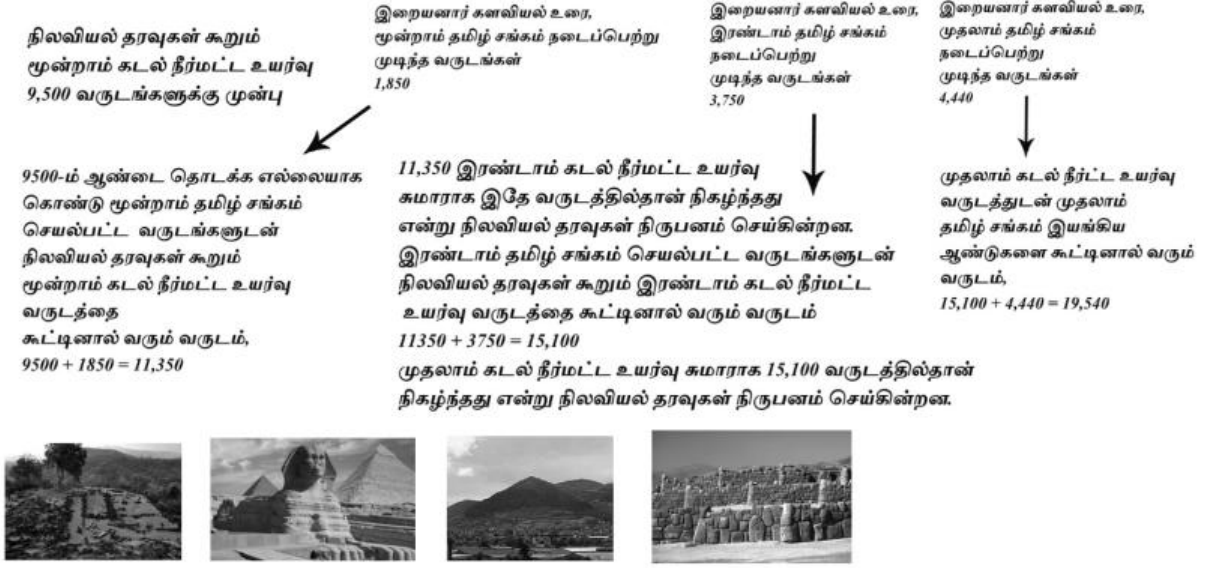 நிலவியல் தரவுகள் கூறும்
மூன்றாம் கடல் நீர்மட்ட உயர்வு
9,500 வருடங்களுக்கு முன்பு
இறையனார் களவியல் உரை,
மூன்றாம் தமிழ் சங்கம் நடைப்பெற்று
முடிந்த வருடங்கள்
1,850
இறையனார் களவியல் உரை,
இரண்டாம் தமிழ் சங்கம்
நடைப்பெற்று
முடிந்த வருடங்கள்
3,750
இறையனார் களவியல் உரை,
முதலாம் தமிழ் சங்கம்
நடைப்பெற்று
முடிந்த வருடங்கள்
4,440
9500-ம் ஆண்டை தொடக்க எல்லையாக
கொண்டு மூன்றாம் தமிழ் சங்கம்
செயல்பட்ட வருடங்களுடன்
நிலவியல் தரவுகள் கூறும்
மூன்றாம் கடல் நீர்மட்ட உயர்வு
வருடத்தை
கூட்டினால் வரும் வருடம்,
9500 + 1850 = 11,350
11,350 இரண்டாம் கடல் நீர்மட்ட உயர்வு
சுமாராக இதே வருடத்தில்தான் நிகழ்ந்தது
என்று நிலவியல் தரவுகள் நிருபனம் செய்கின்றன.
இரண்டாம் தமிழ் சங்கம் செயல்பட்ட வருடங்களுடன்
நிலவியல் தரவுகள் கூறும் இரண்டாம் கடல் நீர்மட்ட
உயர்வு வருடத்தை கூட்டினால் வரும் வருடம்
11350 + 3750 = 15,100
முதலாம் கடல் நீர்மட்ட உயர்வு சுமாராக 15,100 வருடத்தில்தான்
நிகழ்ந்தது என்று நிலவியல் தரவுகள் நிருபனம் செய்கின்றன.
முதலாம் கடல் நீர்ட்ட உயர்வு
வருடத்துடன் முதலாம்
தமிழ் சங்கம் இயங்கிய
ஆண்டுகளை கூட்டினால் வரும்
வருடம்,
15,100 + 4,440 = 19,540